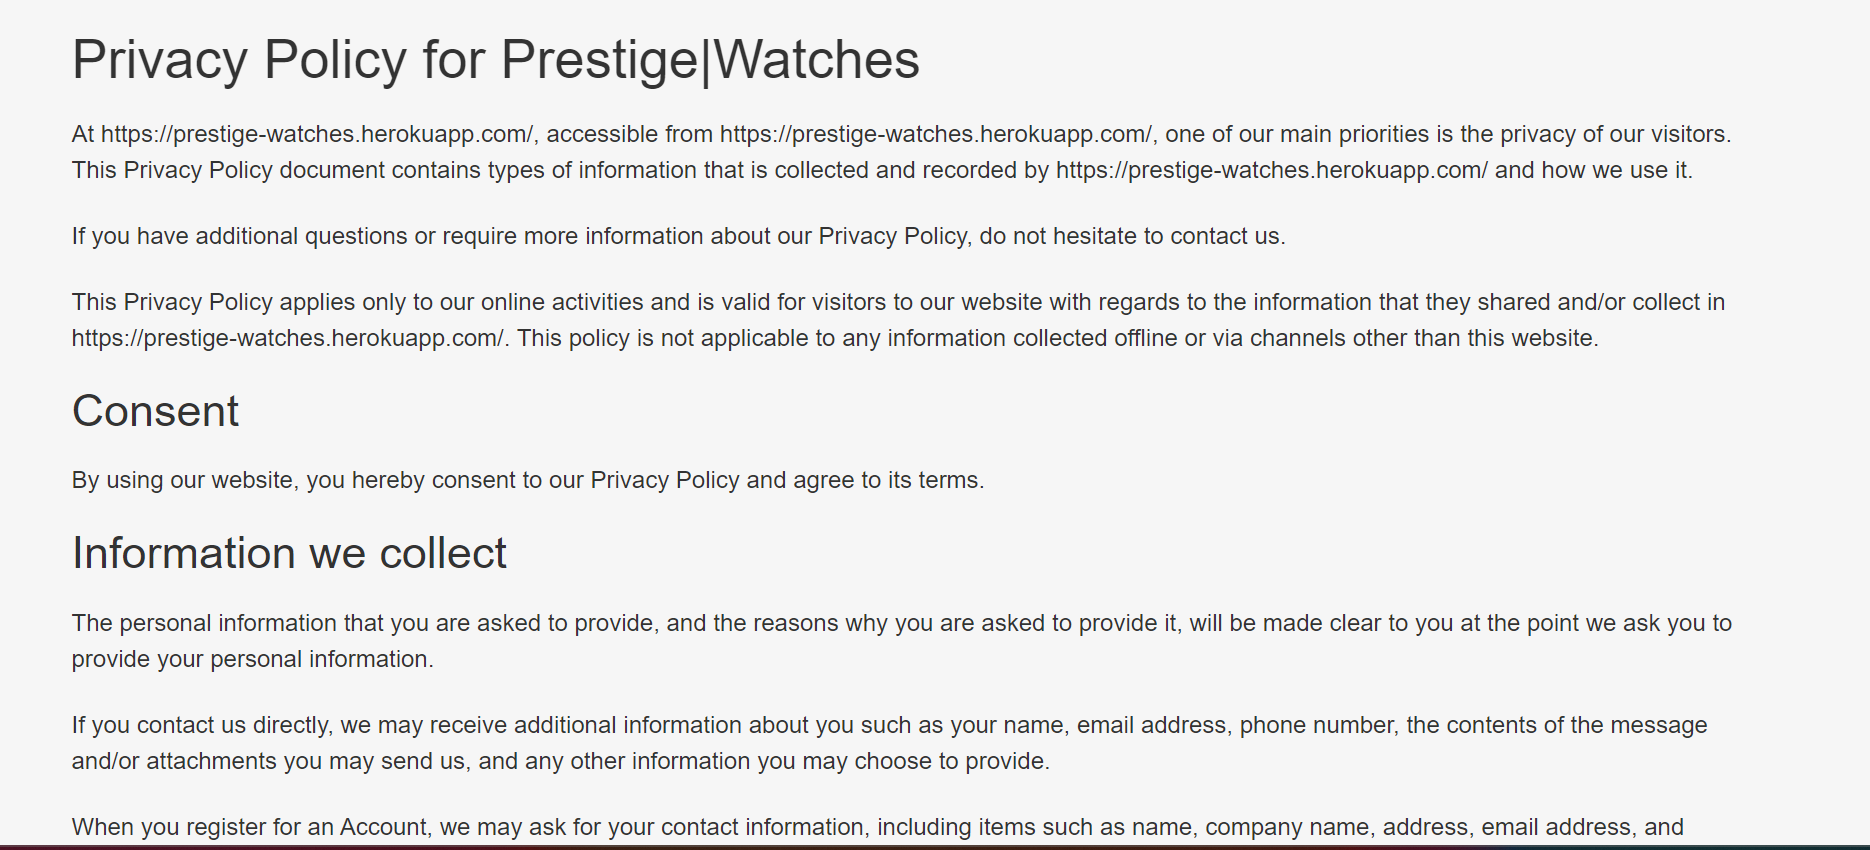 Privacy Policy for Prestige|Watches
At https://prestige-watches.herokuapp.com/, accessible from https://prestige-watches.herokuapp.com/, one of our main priorities is the privacy of our visitors.
This Privacy Policy document contains types of information that is collected and recorded by https://prestige-watches.herokuapp.com/ and how we use it.
If you have additional questions or require more information about our Privacy Policy, do not hesitate to contact us.
This Privacy Policy applies only to our online activities and is valid for visitors to our website with regards to the information that they shared and/or collect in
https://prestige-watches.herokuapp.com/. This policy is not applicable to any information collected offline or via channels other than this website.
Consent
By using our website, you hereby consent to our Privacy Policy and agree to its terms.
Information we collect
The personal information that you are asked to provide, and the reasons why you are asked to provide it, will be made clear to you at the point we ask you to
provide your personal information.
If you contact us directly, we may receive additional information about you such as your name, email address, phone number, the contents of the message
and/or attachments you may send us, and any other information you may choose to provide.
When you register for an Account, we may ask for your contact information, including items such as name, company name, address, email address, and